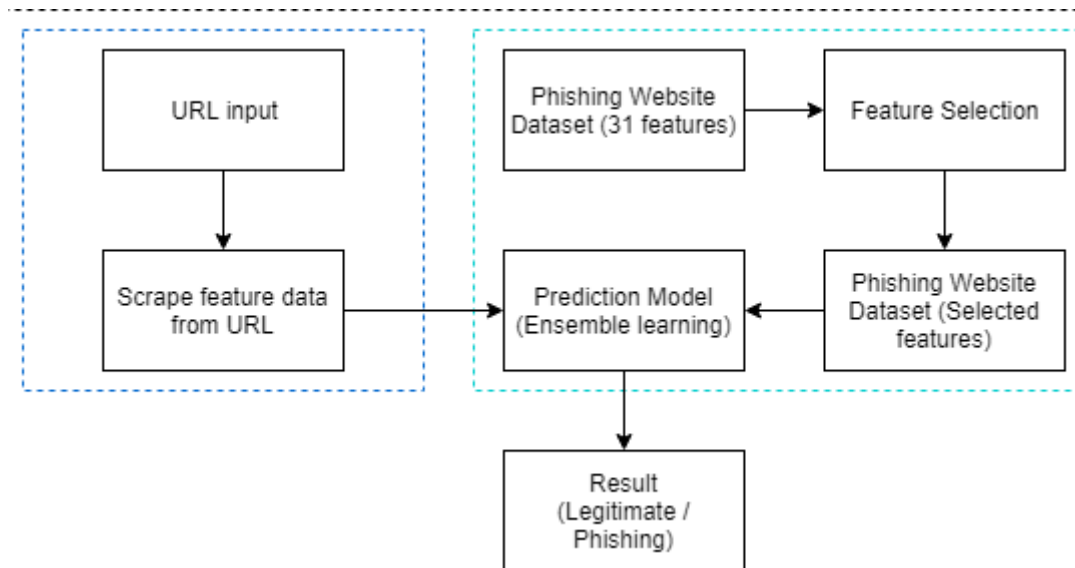 URL input
Phishing Website
Dataset (31 features)
Feature Selection
Scrape feature data
from URL
Prediction Model
(Ensemble learning)
Phishing Website
Dataset (Selected
features)
Result
(Legitimate /
Phishing)